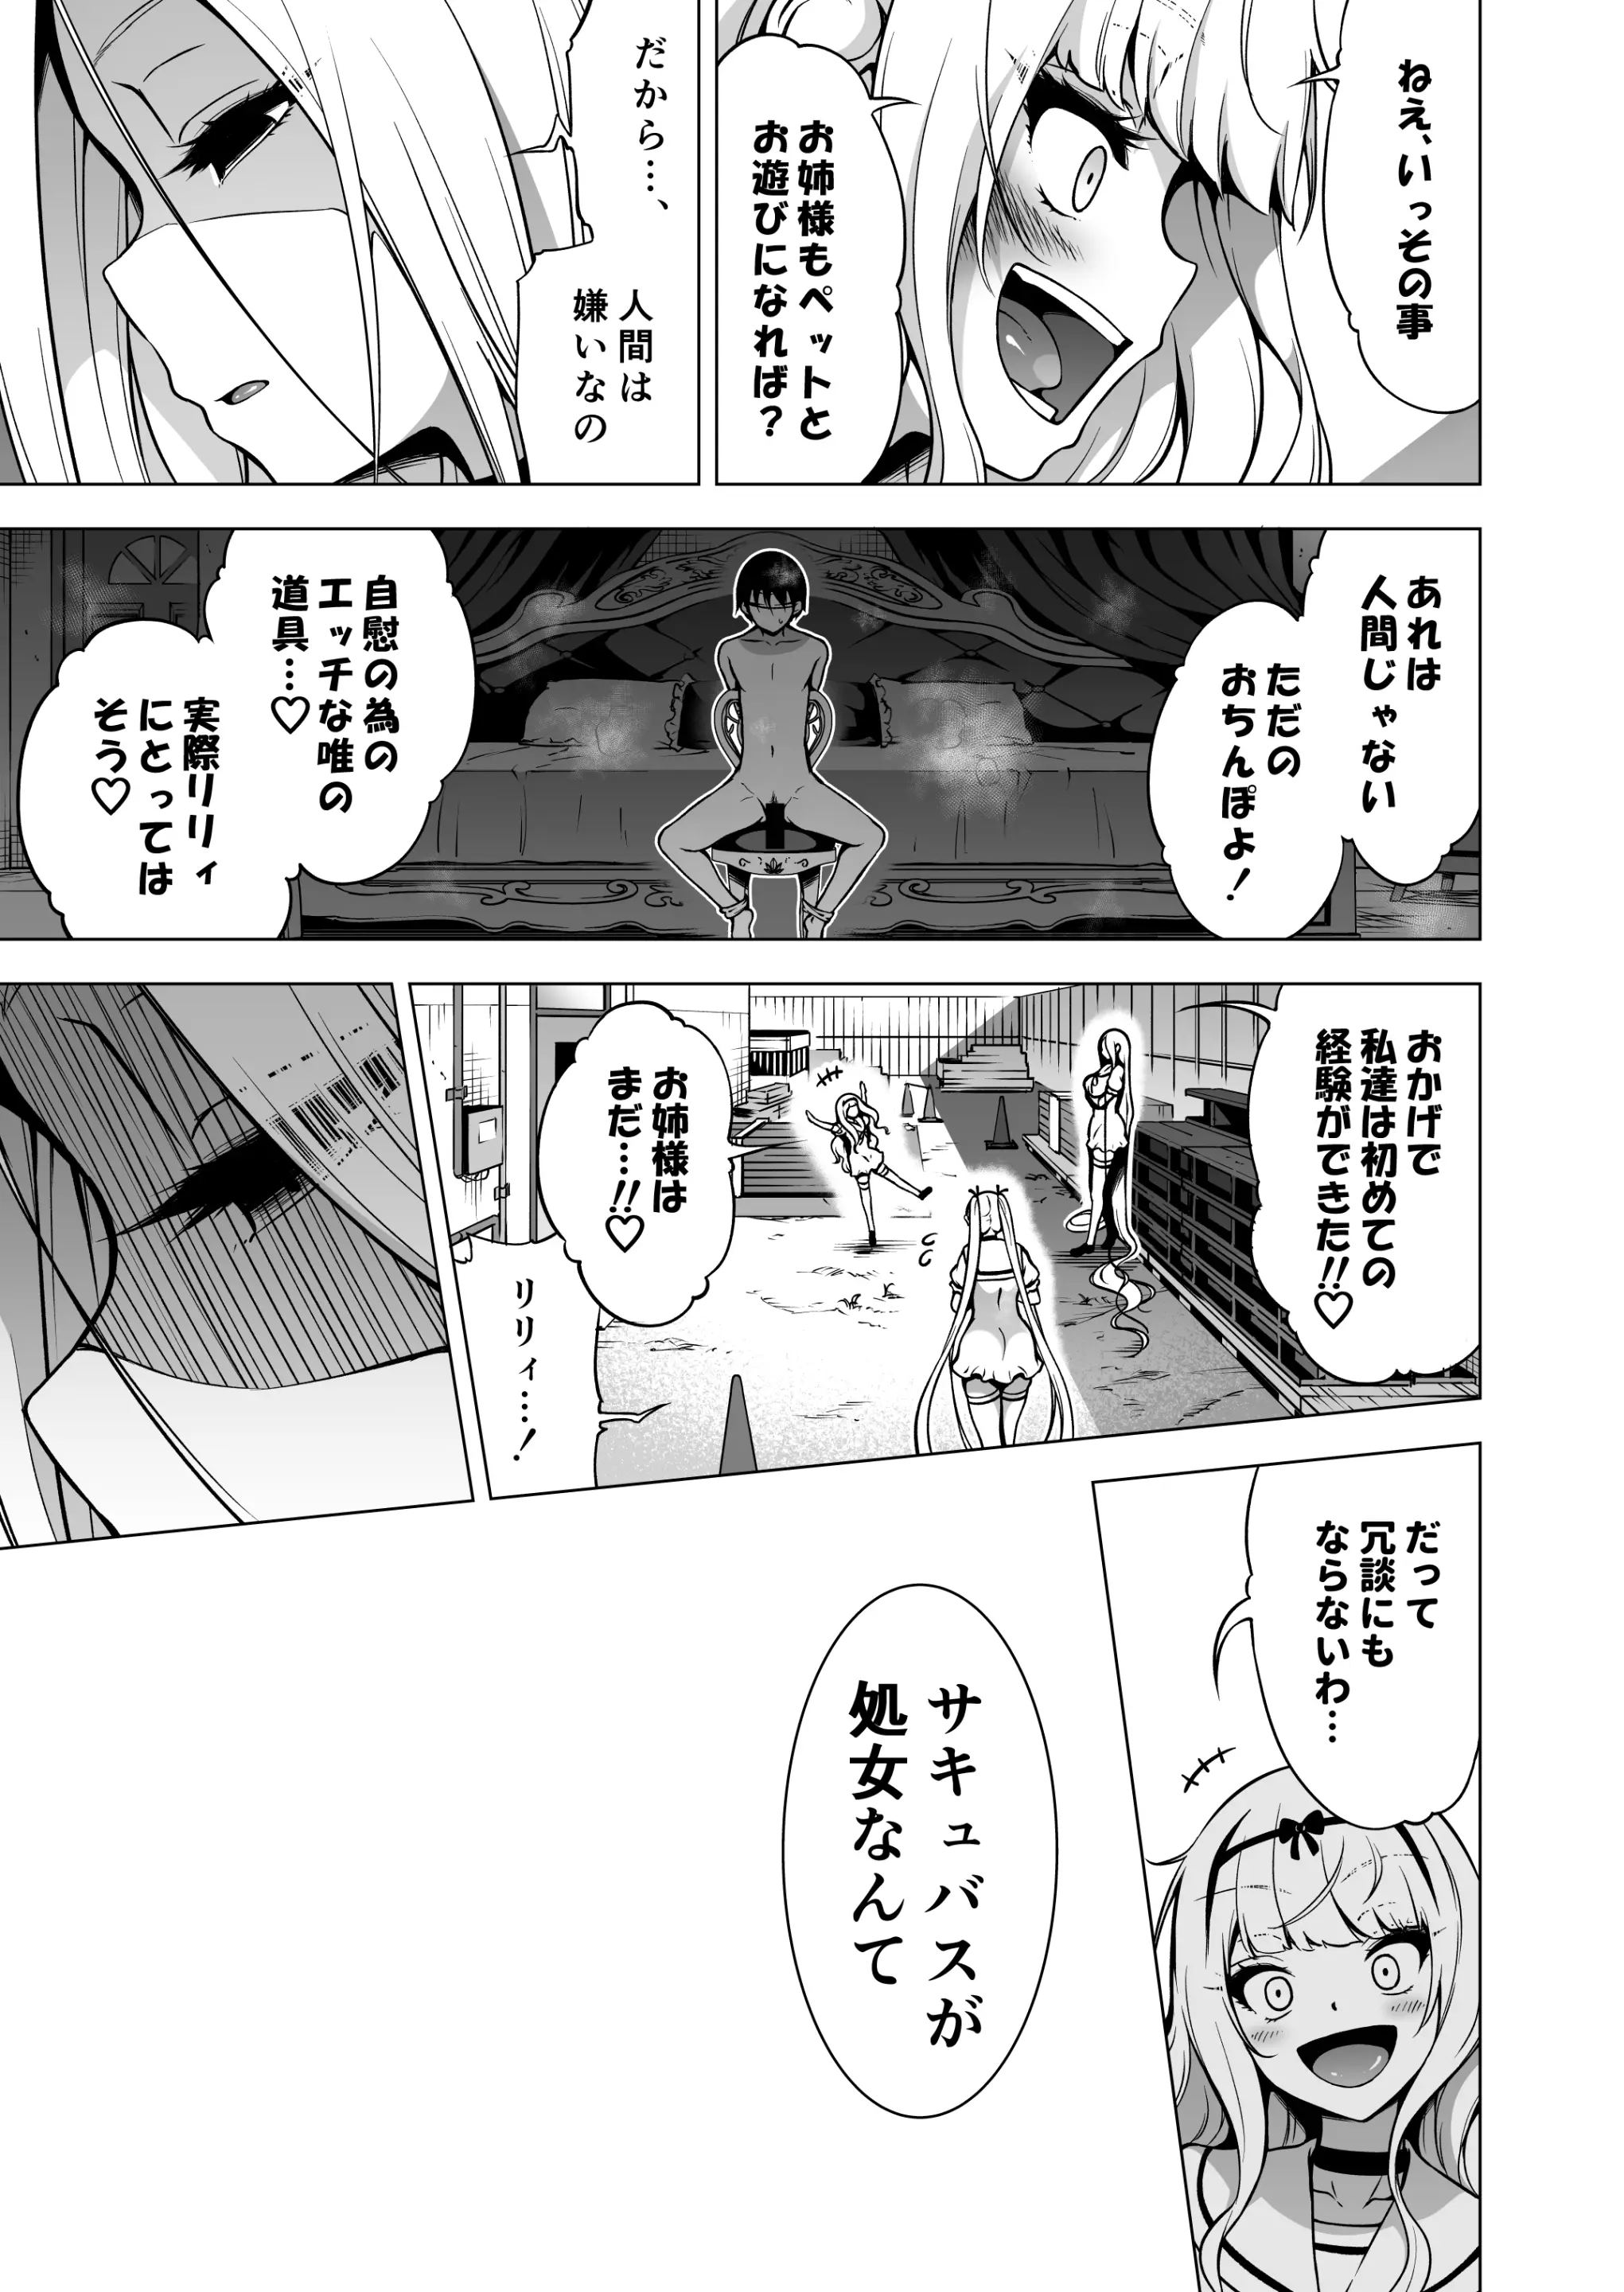 ねえ、いっその事
お姉様もペットと
お遊びになれば？
だから…、
人間は
嫌いなの
あれは
人間じゃない
ただの
おちんぽよ！
自慰の為の
エッチな唯の
道具…♡
実際リリィ
にとっては
そう♡
おかげで
私達は初めての
経験ができた!!♡
お姉様は
まだ…!!♡
リリィ…！
だって
冗談にも
ならないわ…
サキュバスが
処女なんて